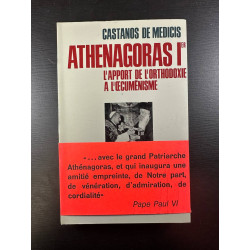 CASTANOS DE MEDICIS
ATHENAGORAS Iᴱᴿ
L'APPORT DE L'ORTHODOXIE
A L'ŒCUMÉNISME
«... avec le grand Patriarche
Athénagoras, et qui inaugura une
amitié empreinte, de Notre part,
de vénération, d'admiration, de
cordialité»
Pape Paul VI